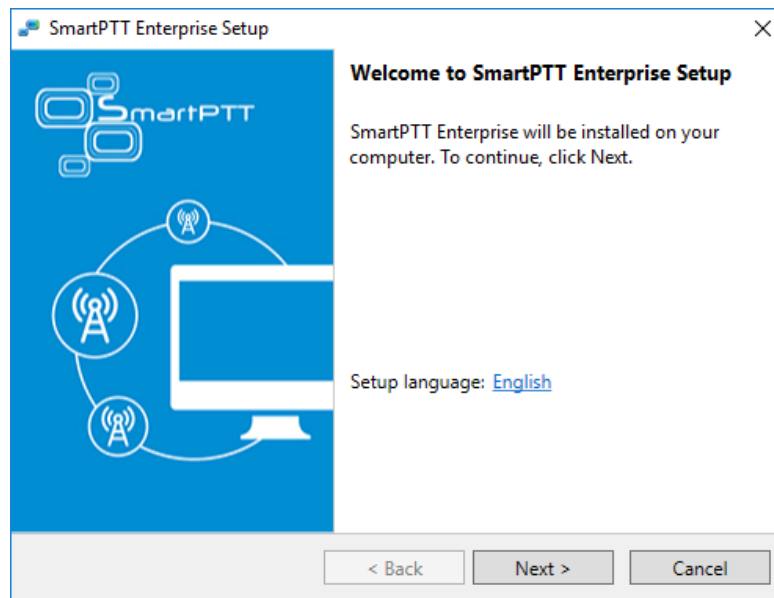 SmartPTT Enterprise Setup
SmartPTT
Welcome to SmartPTT Enterprise Setup
SmartPTT Enterprise will be installed on your
computer. To continue, click Next.
Setup language: English
< Back
Next >
Cancel